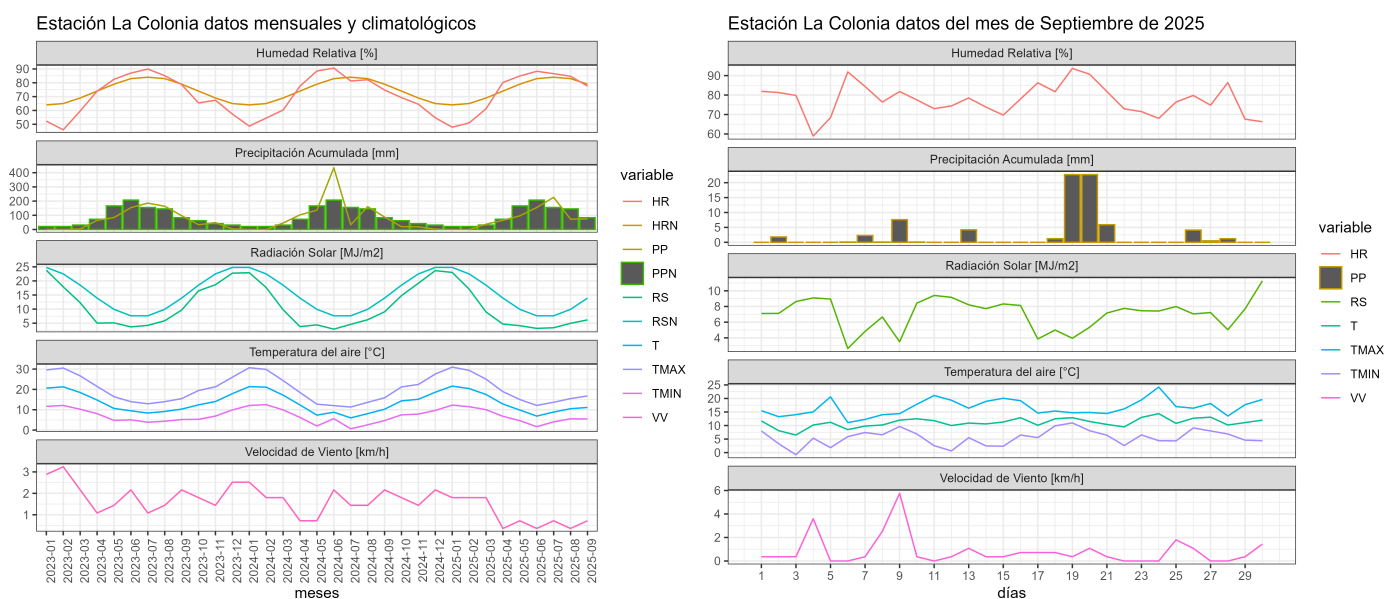 Estación La Colonia datos mensuales y climatológicos
Humedad Relativa [%]
90
80
70
60
50
Precipitación Acumulada [mm]
400
300
200
100
0
Radiación Solar [MJ/m2]
25
20
15
10
5
Temperatura del aire [°C]
30
20
10
0
Velocidad de Viento [km/h]
3
2
1
2023-01
2023-02
2023-03
2023-04
2023-05
2023-06
2023-07
2023-08
2023-09
2023-10
2023-11
2023-12
2024-01
2024-02
2024-03
2024-04
2024-05
2024-06
2024-07
2024-08
2024-09
2024-10
2024-11
2024-12
2025-01
2025-02
2025-03
2025-04
2025-05
2025-06
2025-07
2025-08
2025-09
meses
variable
HR
HRN
PP
PPN
RS
RSN
T
TMAX
TMIN
VV
Estación La Colonia datos del mes de Septiembre de 2025
Humedad Relativa [%]
90
80
70
60
Precipitación Acumulada [mm]
20
15
10
5
0
Radiación Solar [MJ/m2]
10
8
6
4
Temperatura del aire [°C]
25
20
15
10
5
0
Velocidad de Viento [km/h]
6
4
2
0
1 3 5 7 9 11 13 15 17 19 21 23 25 27 29
días
variable
HR
PP
RS
T
TMAX
TMIN
VV